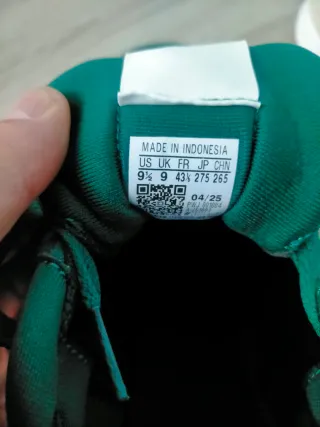 MADE IN INDONESIA
US UK FR JP CHN
9½ 9 43⅓ 275 265
04/25